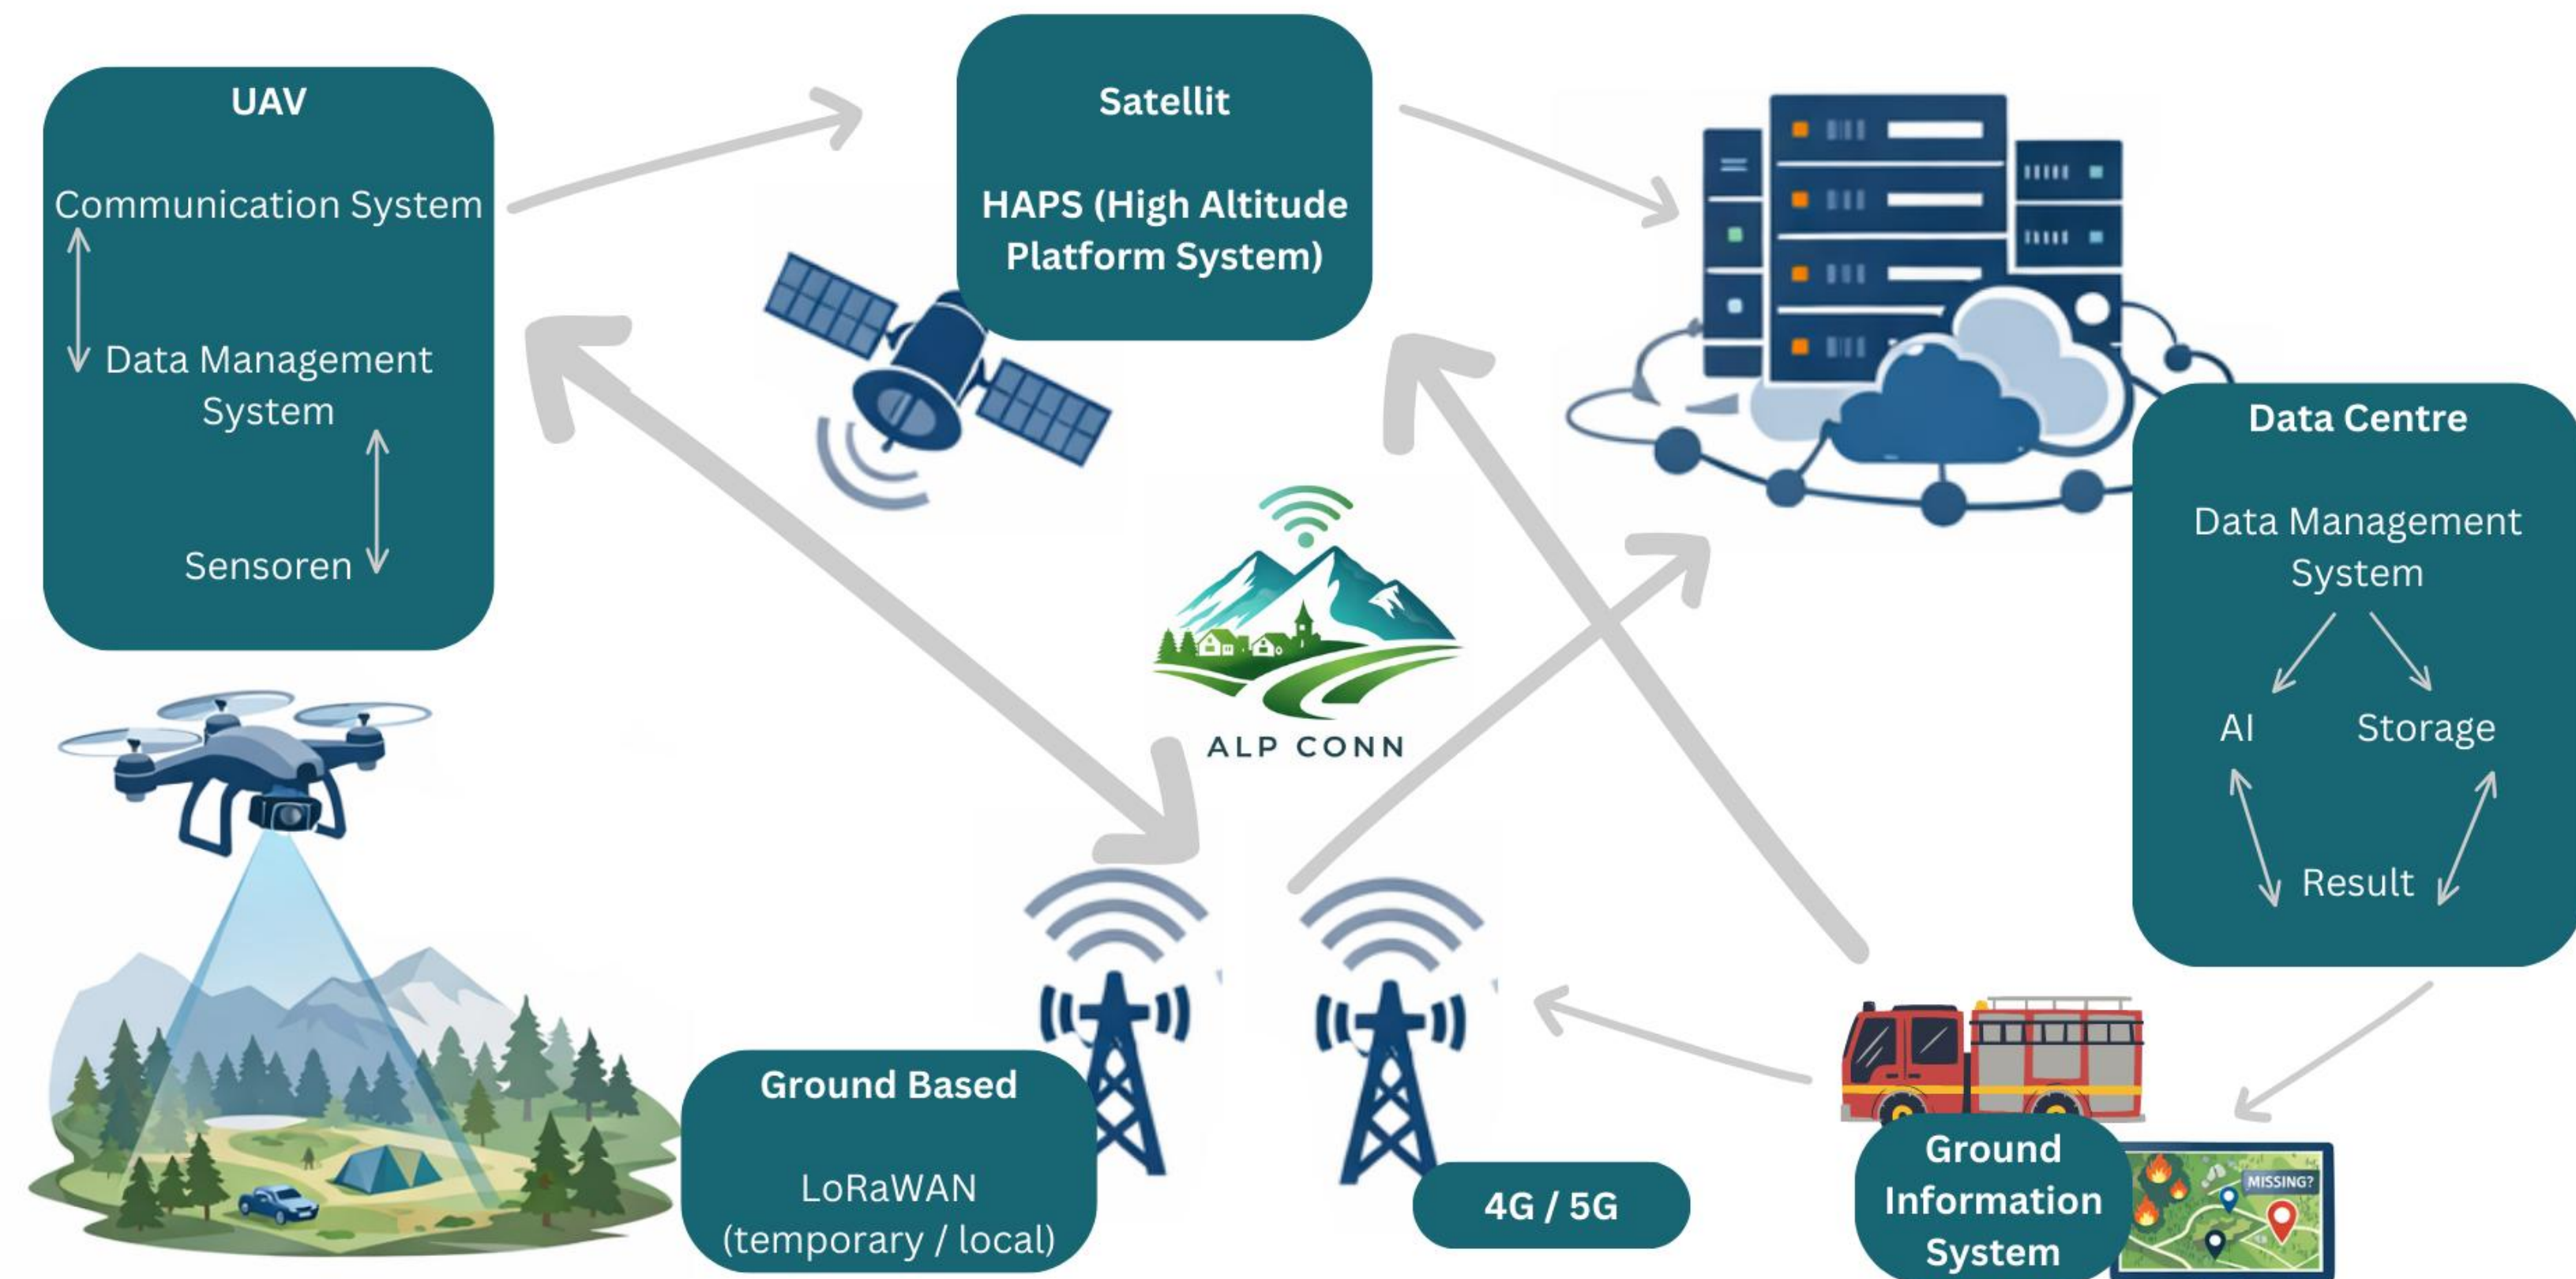 UAV
Communication System
Data Management
System
Sensoren
Satellit
HAPS (High Altitude
Platform System)
Data Centre
Data Management
System
AI
Storage
Result
ALP CONN
Ground Based
LoRaWAN
(temporary / local)
4G / 5G
Ground
Information
System
MISSING?